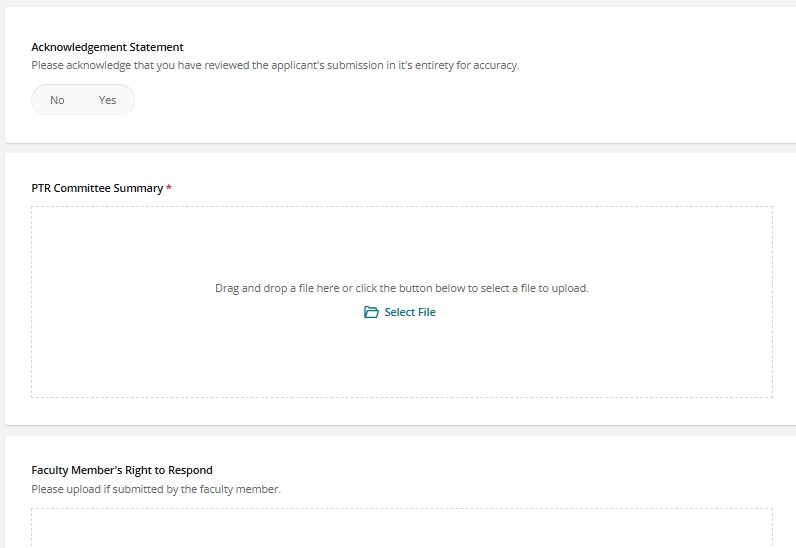 Acknowledgement Statement
Please acknowledge that you have reviewed the applicant's submission in it's entirety for accuracy.
No Yes
PTR Committee Summary *
Drag and drop a file here or click the button below to select a file to upload.
Select File
Faculty Member's Right to Respond
Please upload if submitted by the faculty member.